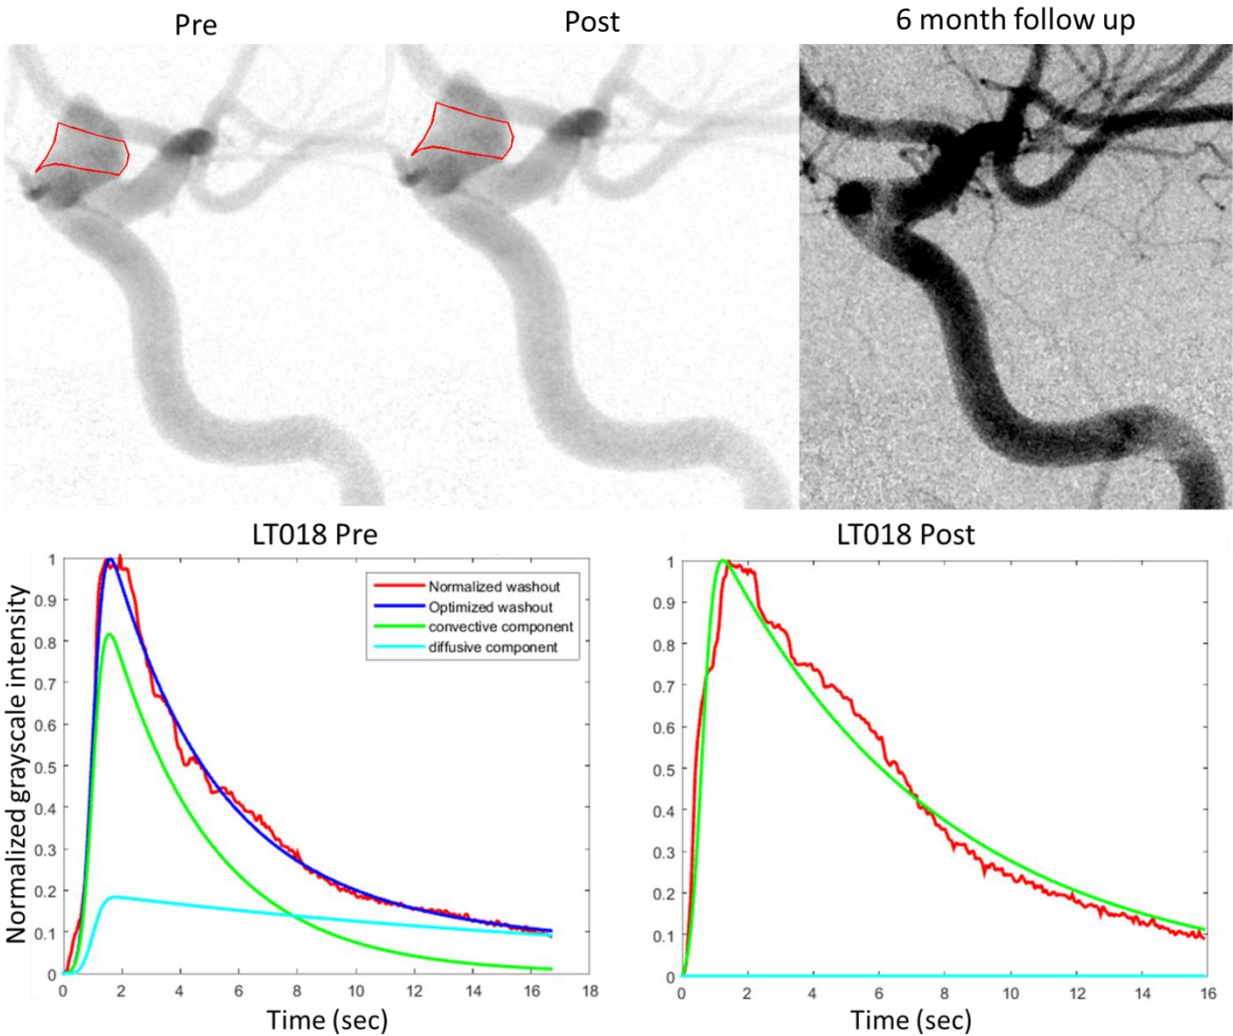 Pre
Post
6 month follow up
LT018 Pre
LT018 Post
Normalized grayscale intensity
1
0.9
0.8
0.7
0.6
0.5
0.4
0.3
0.2
0.1
0
0 2 4 6 8 10 12 14 16 18
Time (sec)
Normalized washout
Optimized washout
convective component
diffusive component
1
0.9
0.8
0.7
0.6
0.5
0.4
0.3
0.2
0.1
0
0 2 4 6 8 10 12 14 16
Time (sec)